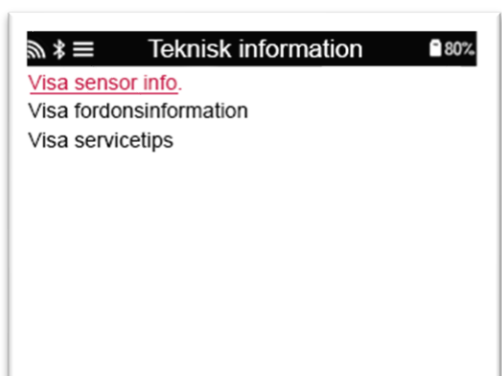 Teknisk information 80%
Visa sensor info.
Visa fordonsinformation
Visa servicetips